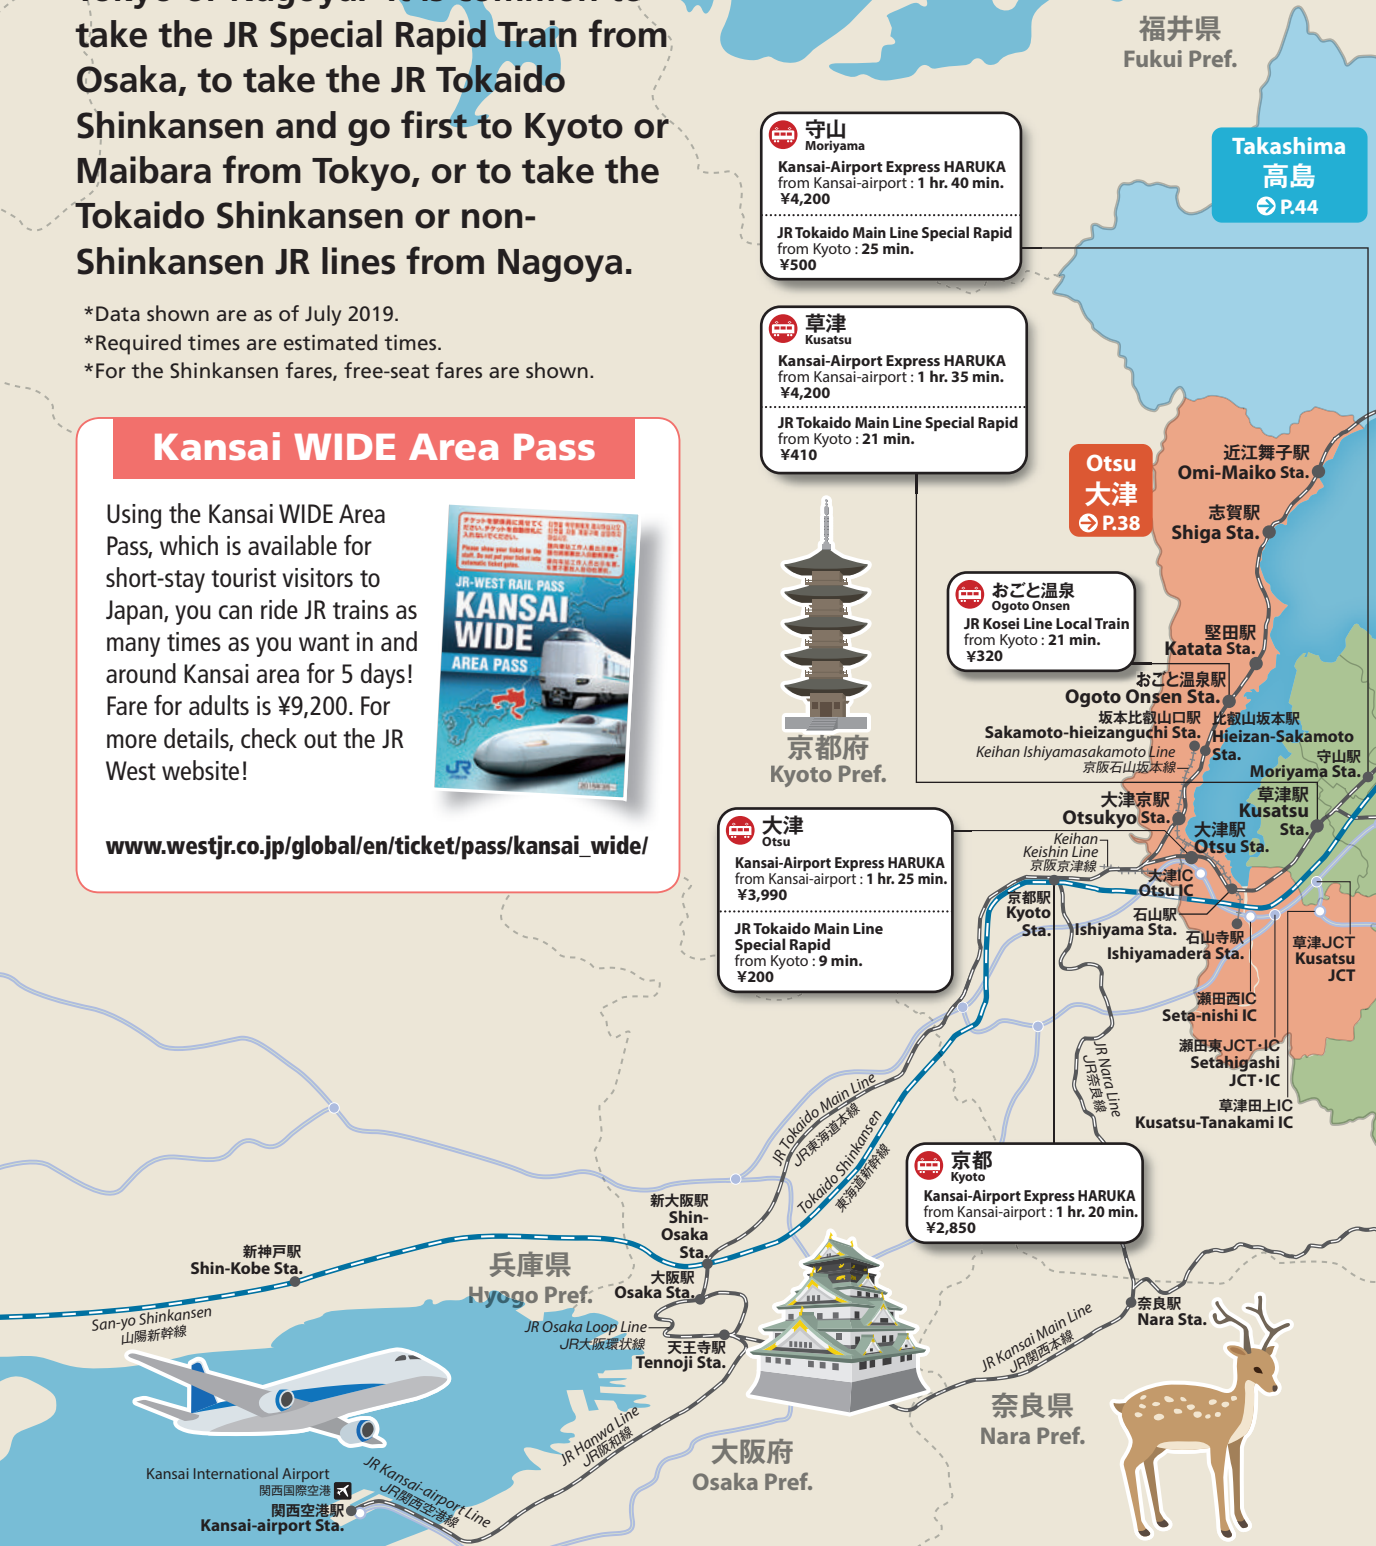 take the JR Special Rapid Train from
Osaka, to take the JR Tokaido
Shinkansen and go first to Kyoto or
Maibara from Tokyo, or to take the
Tokaido Shinkansen or non-
Shinkansen JR lines from Nagoya.
*Data shown are as of July 2019.
*Required times are estimated times.
*For the Shinkansen fares, free-seat fares are shown.
Kansai WIDE Area Pass
Using the Kansai WIDE Area
Pass, which is available for
short-stay tourist visitors to
Japan, you can ride JR trains as
many times as you want in and
around Kansai area for 5 days!
Fare for adults is ¥9,200. For
more details, check out the JR
West website!
Please show your ticket to the
staff. Do not put your ticket into
automatic ticket gates.
JR-WEST RAIL PASS
KANSAI
WIDE
AREA PASS
JR
www.westjr.co.jp/global/en/ticket/pass/kansai_wide/
福井県
Fukui Pref.
Takashima
高島
P.44
守山
Moriyama
Kansai-Airport Express HARUKA
from Kansai-airport : 1 hr. 40 min.
¥4,200
JR Tokaido Main Line Special Rapid
from Kyoto : 25 min.
¥500
草津
Kusatsu
Kansai-Airport Express HARUKA
from Kansai-airport : 1 hr. 35 min.
¥4,200
JR Tokaido Main Line Special Rapid
from Kyoto : 21 min.
¥410
Otsu
大津
P.38
近江舞子駅
Omi-Maiko Sta.
志賀駅
Shiga Sta.
おごと温泉
Ogoto Onsen
JR Kosei Line Local Train
from Kyoto : 21 min.
¥320
堅田駅
Katata Sta.
おごと温泉駅
Ogoto Onsen Sta.
坂本比叡山口駅
Sakamoto-hieizanguchi Sta.
比叡山坂本駅
Hieizan-Sakamoto
Sta.
Keihan Ishiyamasakamoto Line
京阪石山坂本線
守山駅
Moriyama Sta.
京都府
Kyoto Pref.
草津駅
Kusatsu
Sta.
大津京駅
Otsukyo Sta.
大津駅
Otsu Sta.
Keihan
Keishin Line
京阪京津線
大津
Otsu
Kansai-Airport Express HARUKA
from Kansai-airport : 1 hr. 25 min.
¥3,990
JR Tokaido Main Line
Special Rapid
from Kyoto : 9 min.
¥200
大津IC
Otsu IC
京都駅
Kyoto
Sta.
石山駅
Ishiyama Sta.
石山寺駅
Ishiyamadera Sta.
草津JCT
Kusatsu
JCT
瀬田西IC
Seta-nishi IC
瀬田東JCT・IC
Setahigashi
JCT・IC
草津田上IC
Kusatsu-Tanakami IC
JR Nara Line
JR奈良線
JR Tokaido Main Line
JR東海道本線
Tokaido Shinkansen
東海道新幹線
京都
Kyoto
Kansai-Airport Express HARUKA
from Kansai-airport : 1 hr. 20 min.
¥2,850
新大阪駅
Shin-
Osaka
Sta.
新神戸駅
Shin-Kobe Sta.
兵庫県
Hyogo Pref.
大阪駅
Osaka Sta.
San-yo Shinkansen
山陽新幹線
JR Osaka Loop Line
JR大阪環状線
天王寺駅
Tennoji Sta.
奈良駅
Nara Sta.
JR Kansai Main Line
JR関西本線
奈良県
Nara Pref.
大阪府
Osaka Pref.
JR Hanwa Line
JR阪和線
Kansai International Airport
関西国際空港
関西空港駅
Kansai-airport Sta.
JR Kansai-airport Line
JR関西空港線